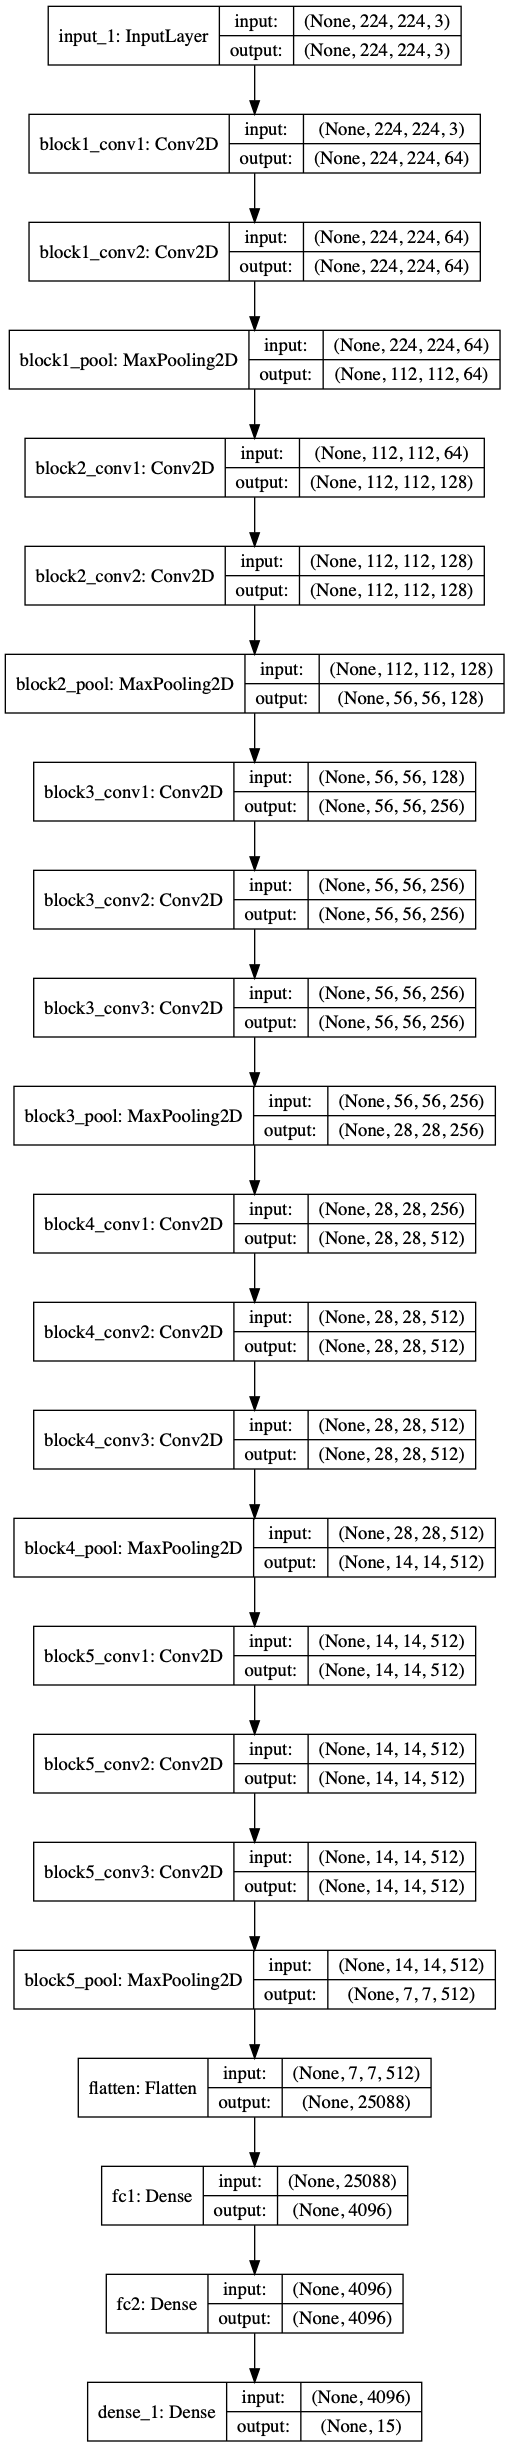 input_1: InputLayer
input: (None, 224, 224, 3)
output: (None, 224, 224, 3)
block1_conv1: Conv2D
input: (None, 224, 224, 3)
output: (None, 224, 224, 64)
block1_conv2: Conv2D
input: (None, 224, 224, 64)
output: (None, 224, 224, 64)
block1_pool: MaxPooling2D
input: (None, 224, 224, 64)
output: (None, 112, 112, 64)
block2_conv1: Conv2D
input: (None, 112, 112, 64)
output: (None, 112, 112, 128)
block2_conv2: Conv2D
input: (None, 112, 112, 128)
output: (None, 112, 112, 128)
block2_pool: MaxPooling2D
input: (None, 112, 112, 128)
output: (None, 56, 56, 128)
block3_conv1: Conv2D
input: (None, 56, 56, 128)
output: (None, 56, 56, 256)
block3_conv2: Conv2D
input: (None, 56, 56, 256)
output: (None, 56, 56, 256)
block3_conv3: Conv2D
input: (None, 56, 56, 256)
output: (None, 56, 56, 256)
block3_pool: MaxPooling2D
input: (None, 56, 56, 256)
output: (None, 28, 28, 256)
block4_conv1: Conv2D
input: (None, 28, 28, 256)
output: (None, 28, 28, 512)
block4_conv2: Conv2D
input: (None, 28, 28, 512)
output: (None, 28, 28, 512)
block4_conv3: Conv2D
input: (None, 28, 28, 512)
output: (None, 28, 28, 512)
block4_pool: MaxPooling2D
input: (None, 28, 28, 512)
output: (None, 14, 14, 512)
block5_conv1: Conv2D
input: (None, 14, 14, 512)
output: (None, 14, 14, 512)
block5_conv2: Conv2D
input: (None, 14, 14, 512)
output: (None, 14, 14, 512)
block5_conv3: Conv2D
input: (None, 14, 14, 512)
output: (None, 14, 14, 512)
block5_pool: MaxPooling2D
input: (None, 14, 14, 512)
output: (None, 7, 7, 512)
flatten: Flatten
input: (None, 7, 7, 512)
output: (None, 25088)
fc1: Dense
input: (None, 25088)
output: (None, 4096)
fc2: Dense
input: (None, 4096)
output: (None, 4096)
dense_1: Dense
input: (None, 4096)
output: (None, 15)